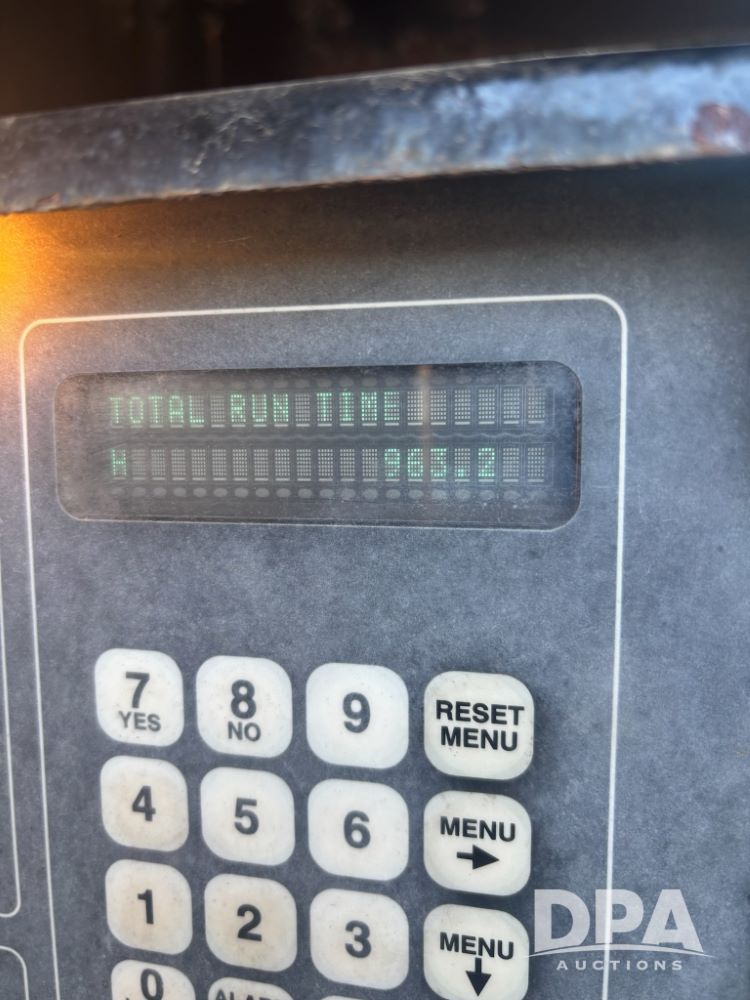 TOTAL RUN TIME
H 963.2
7 8 9 RESET
YES NO MENU
4 5 6 MENU
→
1 2 3 MENU
↓
0
DPA
AUCTIONS